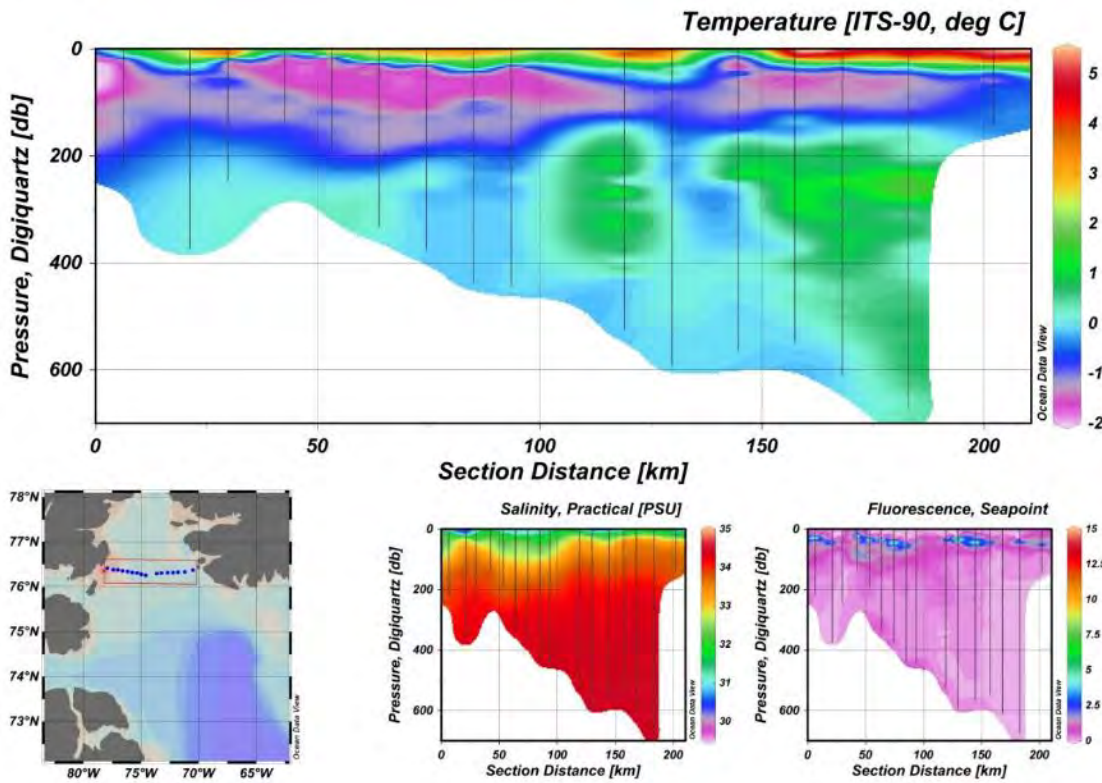 Temperature [ITS-90, deg C]
Pressure, Digiquartz [db]
0
200
400
600
0
50
100
150
200
Section Distance [km]
Ocean Data View
5
4
3
2
1
0
-1
-2
78°N
77°N
76°N
75°N
74°N
73°N
80°W
75°W
70°W
65°W
Ocean Data View
Salinity, Practical [PSU]
Pressure, Digiquartz [db]
0
200
400
600
0
50
100
150
200
Section Distance [km]
Ocean Data View
35
34
33
32
31
30
Fluorescence, Seapoint
Pressure, Digiquartz [db]
0
200
400
600
0
50
100
150
200
Section Distance [km]
Ocean Data View
15
12.5
10
7.5
5
2.5
0